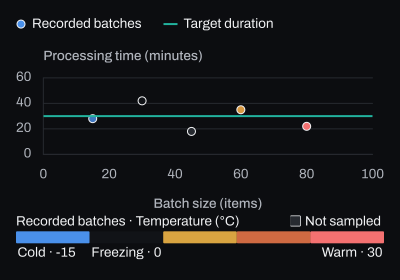 Recorded batches Target duration
Processing time (minutes)
60
40
20
0
0 20 40 60 80 100
Batch size (items)
Recorded batches · Temperature (°C) Not sampled
Cold · -15 Freezing · 0 Warm · 30